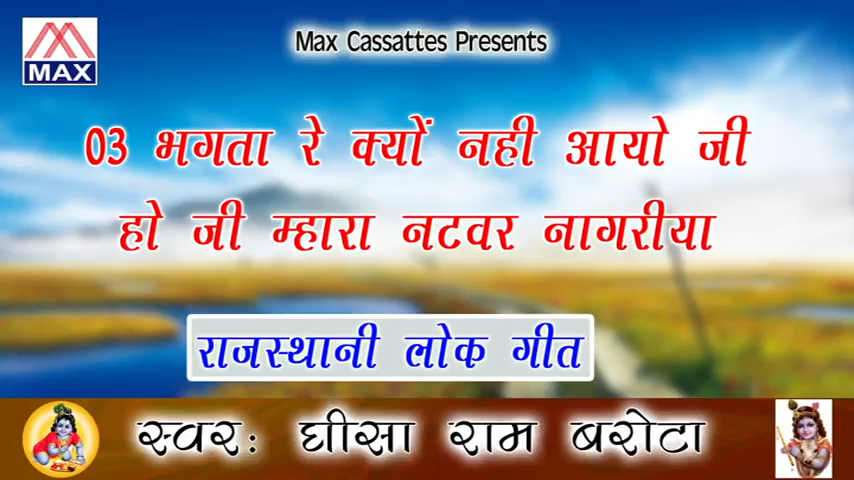 MAX
Max Cassattes Presents
03 भगता रे क्यों नही आयो जी
हो जी म्हारा नटवर नागरीया
राजस्थानी लोक गीत
स्वर: घीसा राम बरोटा